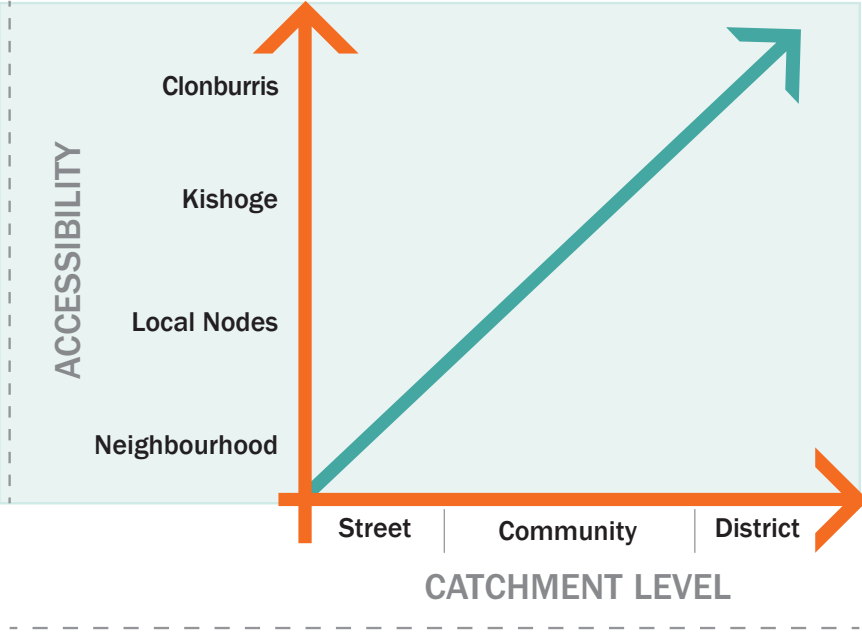 Clonburris
Kishoge
ACCESSIBILITY
Local Nodes
Neighbourhood
Street
Community
District
CATCHMENT LEVEL